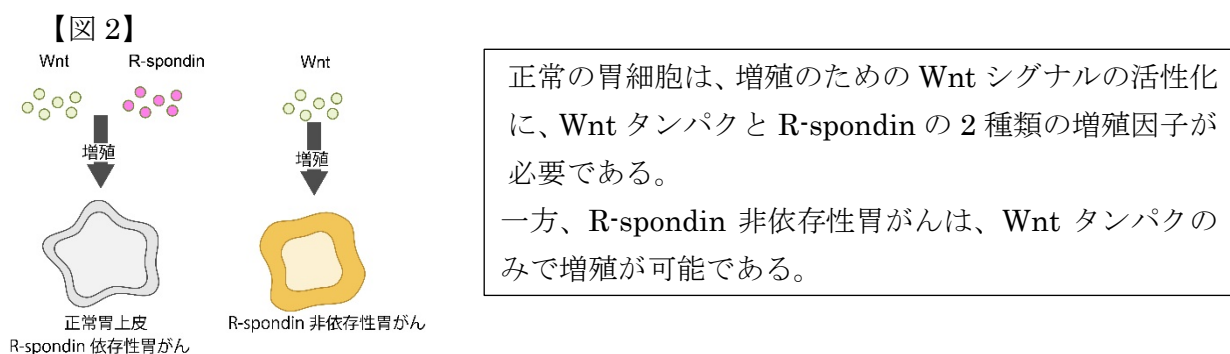 【図 2】
Wnt
R-spondin
増殖
正常胃上皮
R-spondin 依存性胃がん
Wnt
増殖
R-spondin 非依存性胃がん
正常の胃細胞は、増殖のための Wnt シグナルの活性化
に、Wnt タンパクと R-spondin の 2 種類の増殖因子が
必要である。
一方、R-spondin 非依存性胃がんは、Wnt タンパクの
みで増殖が可能である。